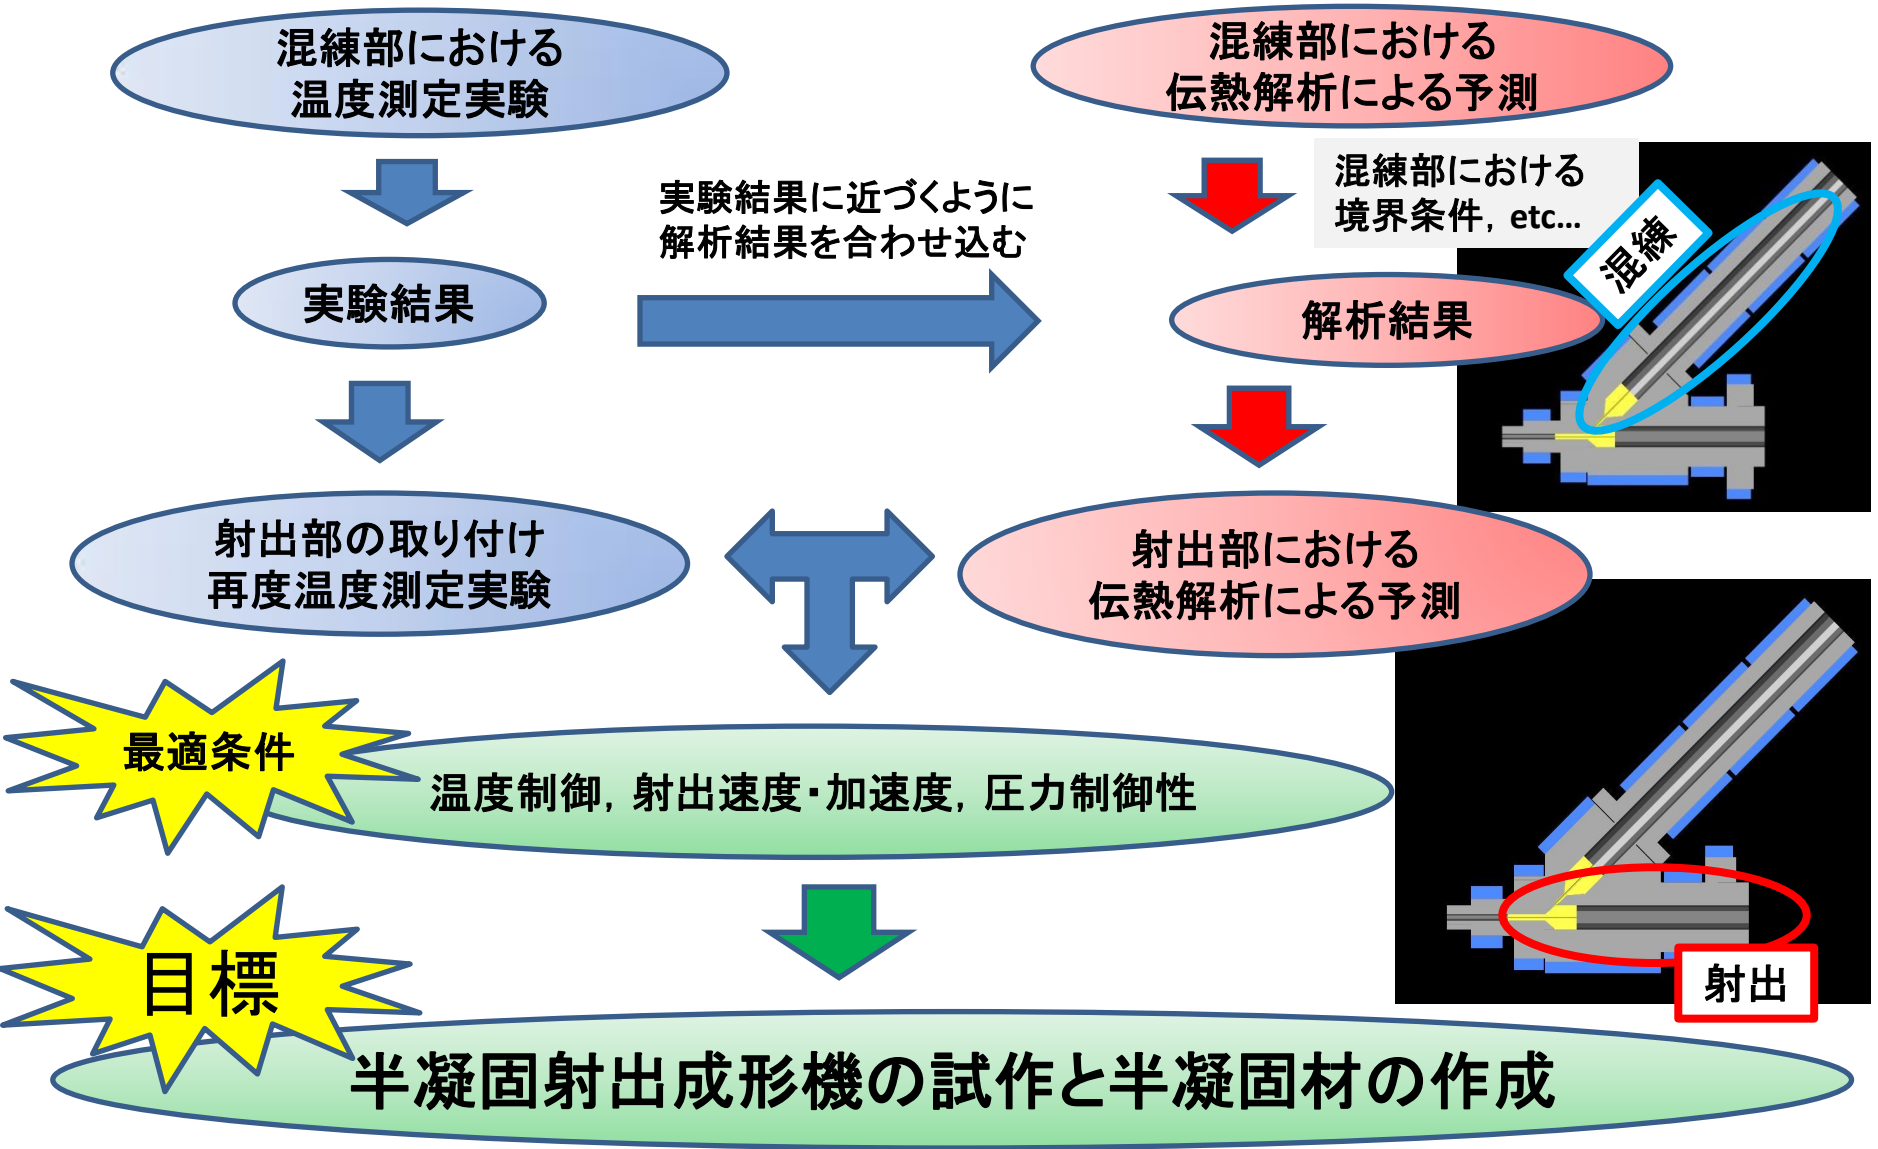 混練部における
温度測定実験
混練部における
伝熱解析による予測
混練部における
境界条件，etc…
実験結果に近づくように
解析結果を合わせ込む
混練
実験結果
解析結果
射出部の取り付け
再度温度測定実験
射出部における
伝熱解析による予測
最適条件
温度制御，射出速度・加速度，圧力制御性
目標
射出
半凝固射出成形機の試作と半凝固材の作成